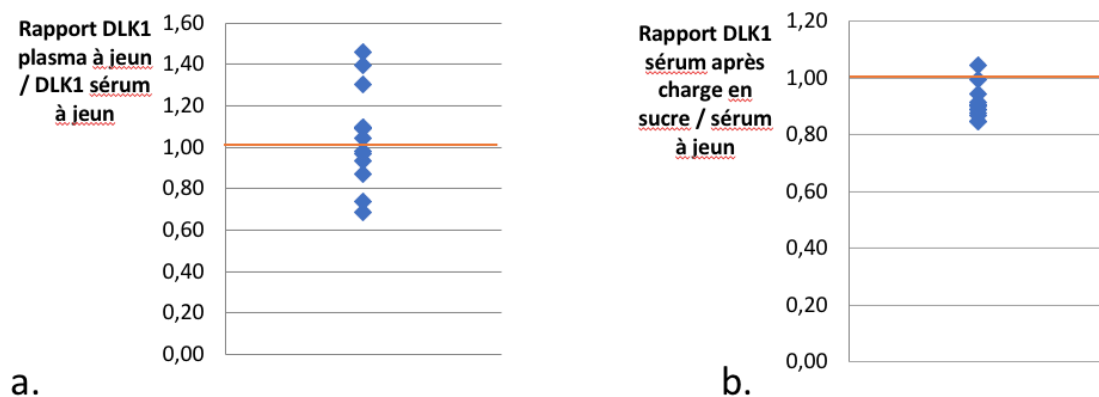 Rapport DLK1
plasma à jeun
/ DLK1 sérum
à jeun
1,60
1,40
1,20
1,00
0,80
0,60
0,40
0,20
0,00
a.
Rapport DLK1
sérum après
charge en
sucre / sérum
à jeun
1,20
1,00
0,80
0,60
0,40
0,20
0,00
b.